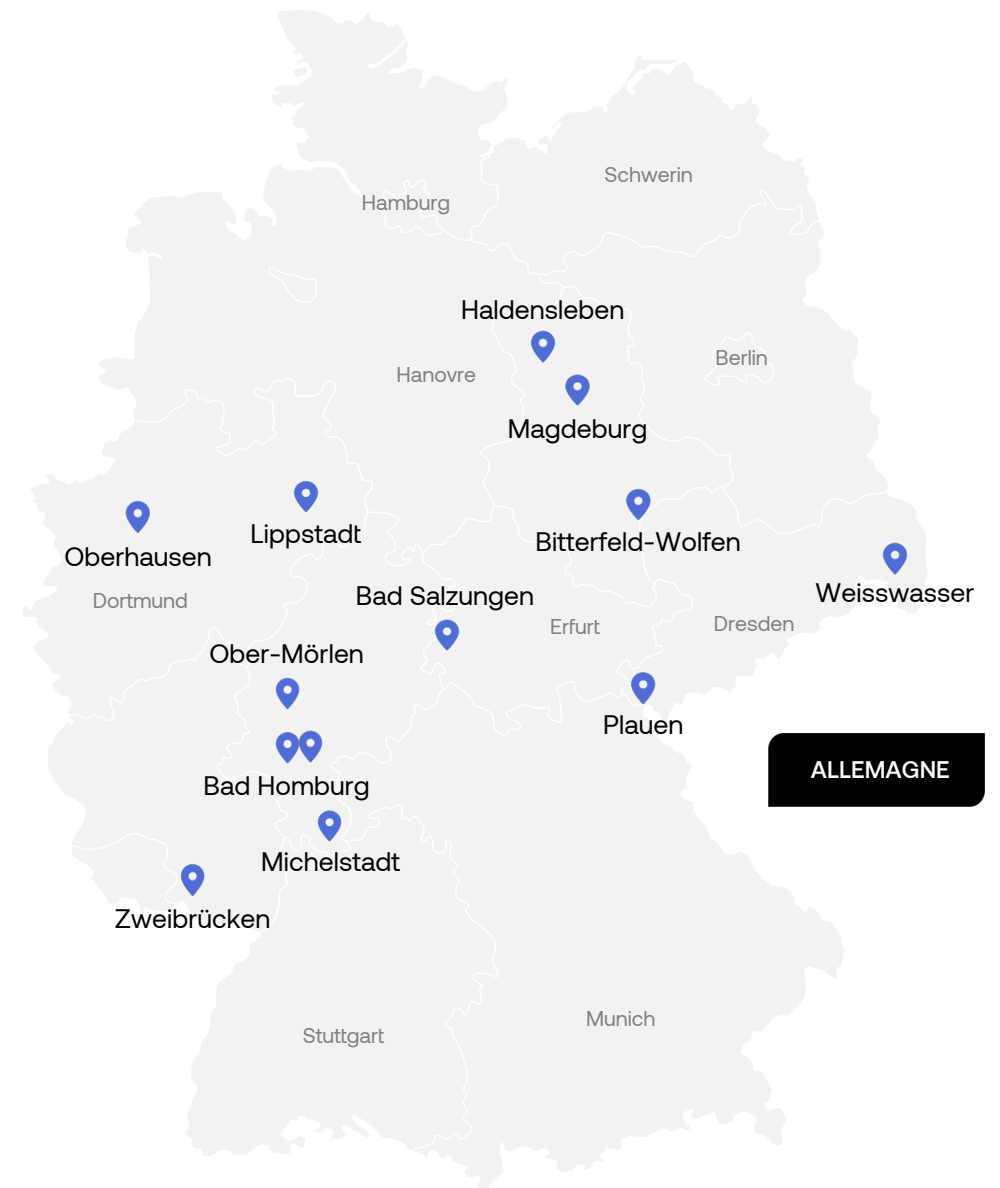 Schwerin
Hamburg
Haldensleben
Berlin
Hanovre
Magdeburg
Lippstadt
Bitterfeld-Wolfen
Oberhausen
Weisswasser
Bad Salzungen
Dortmund
Erfurt
Dresden
Ober-Mörlen
Plauen
ALLEMAGNE
Bad Homburg
Michelstadt
Zweibrücken
Munich
Stuttgart